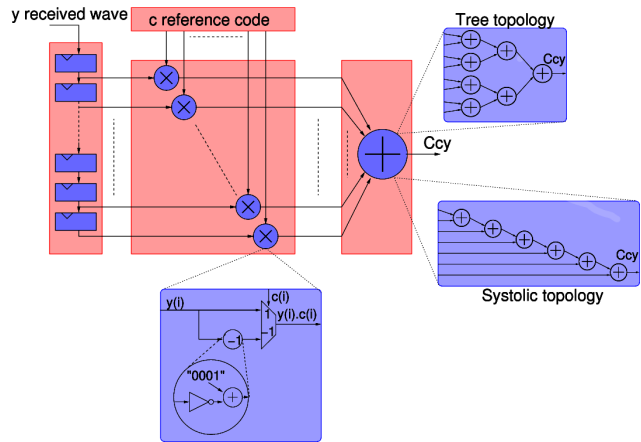 y received wave
c reference code
Tree topology
Ccy
Ccy
Ccy
Systolic topology
y(i)
c(i)
1
y(i).c(i)
-1
-1
"0001"